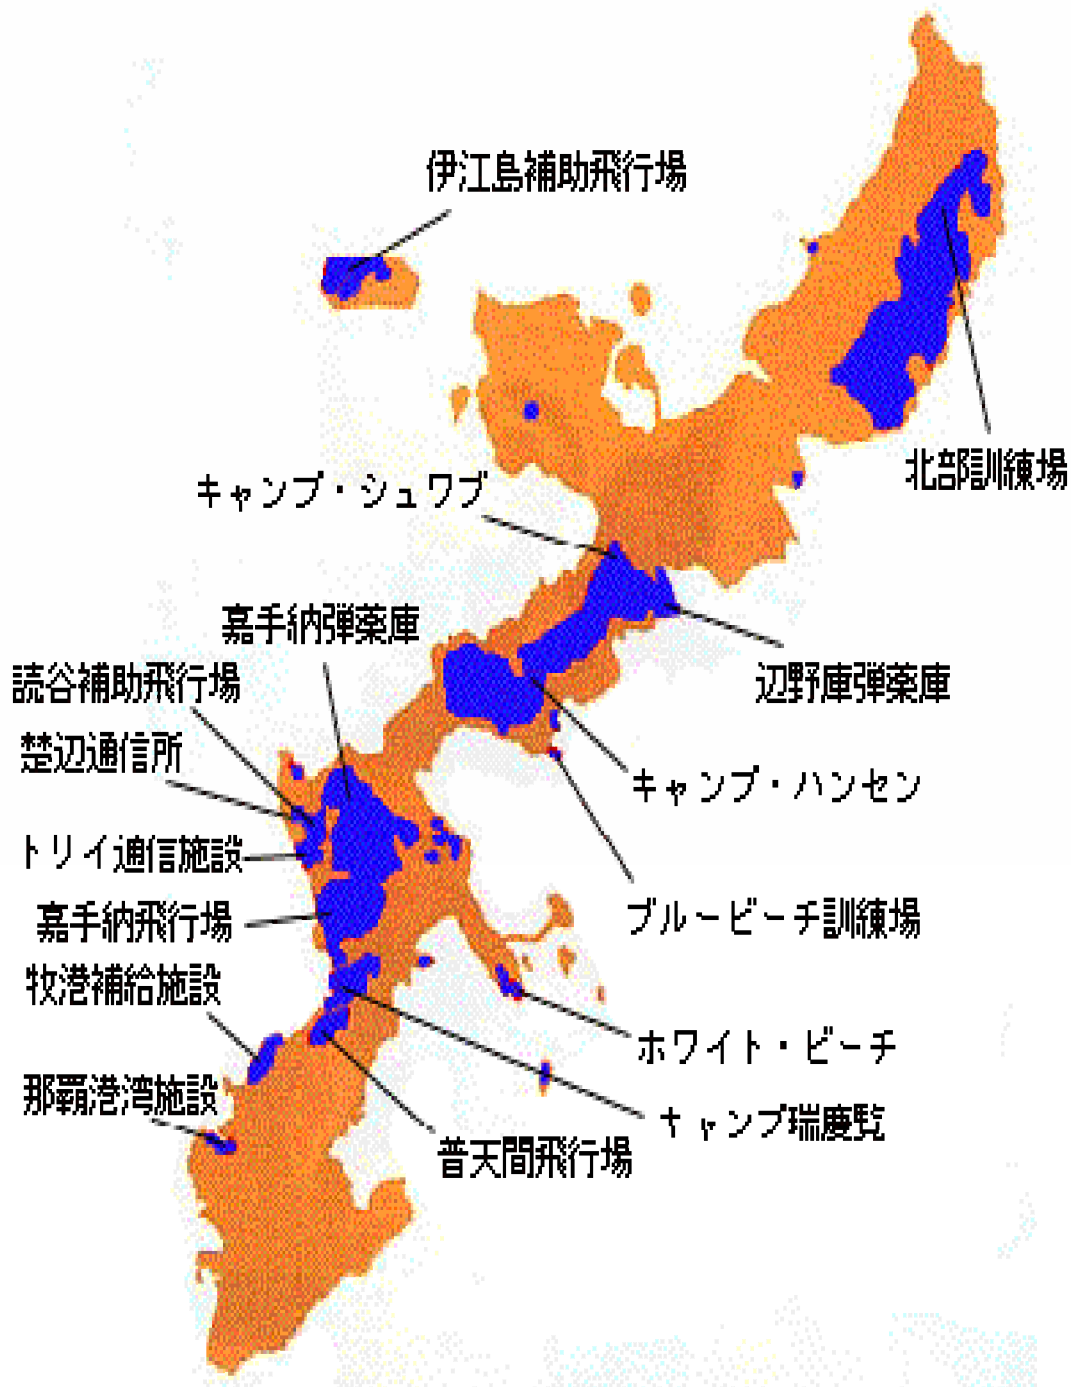 伊江島補助飛行場
北部訓練場
キャンプ・シュワブ
嘉手納弾薬庫
辺野庫弾薬庫
読谷補助飛行場
楚辺通信所
キャンプ・ハンセン
トリイ通信施設
嘉手納飛行場
ブルービーチ訓練場
牧港補給施設
ホワイト・ビーチ
那覇港湾施設
キャンプ瑞慶覧
普天間飛行場